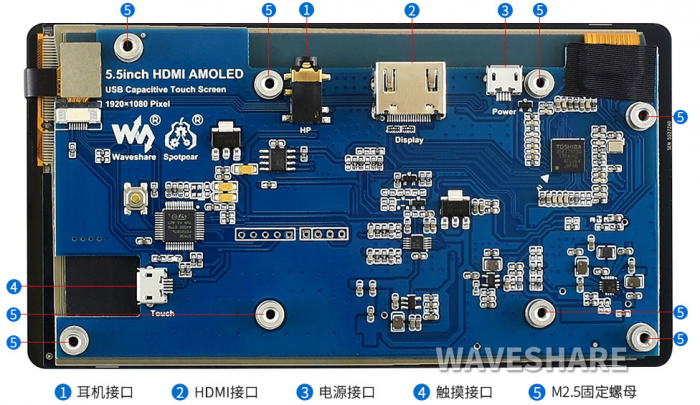 5
5
1
2
3
5
5.5inch HDMI AMOLED
USB Capacitive Touch Screen
1920×1080 Pixel
HP
Display
Power
5
® ®
Waveshare Spotpear
TOSHIBA
4
Touch
5
5
5
5
WAVESHARE
1 耳机接口 2 HDMI接口 3 电源接口 4 触摸接口 5 M2.5固定螺母